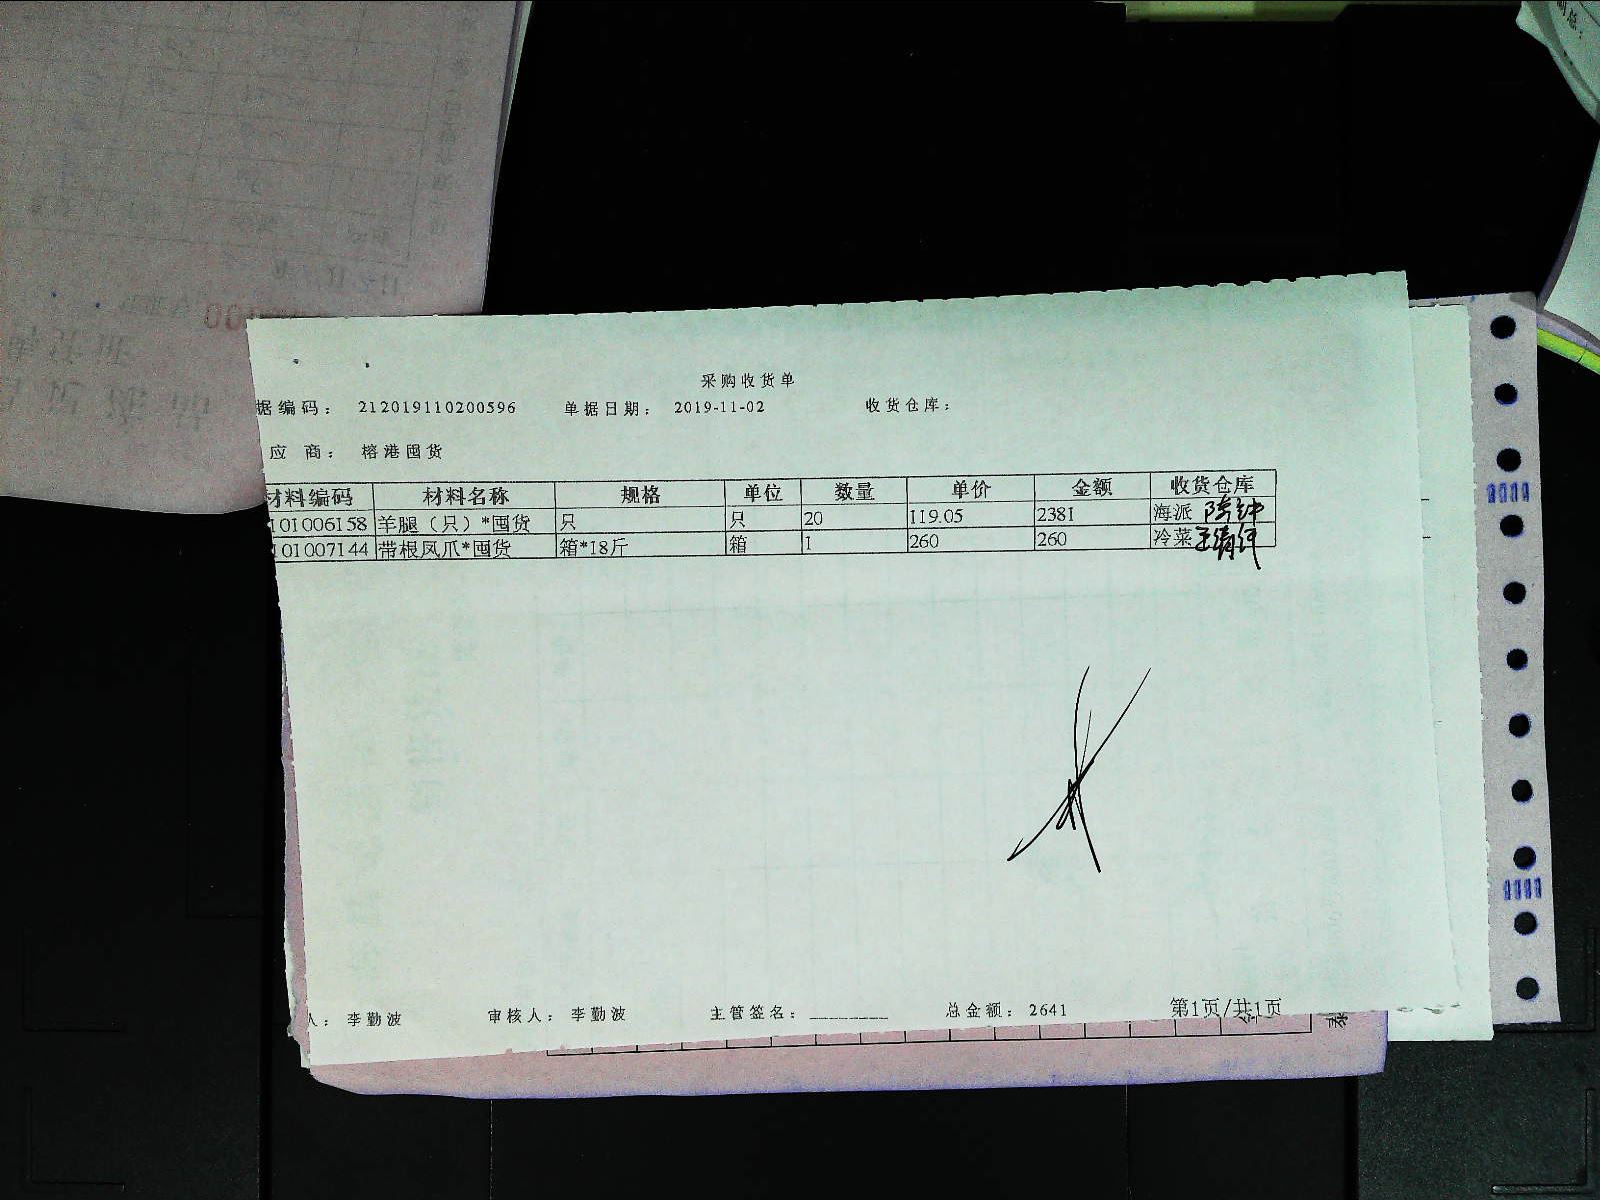 采购收货单
据编码： 212019110200596 单据日期： 2019-11-02 收货仓库：
应 商： 榕港囤货
材料编码 材料名称 规格 单位 数量 单价 金额 收货仓库
101006158 羊腿（只）*囤货 只 只 20 119.05 2381 海派
101007144 带根凤爪*囤货 箱*18斤 箱 1 260 260 冷菜
人： 李勤波 审核人： 李勤波 主管签名： ________ 总金额： 2641 第1页/共1页